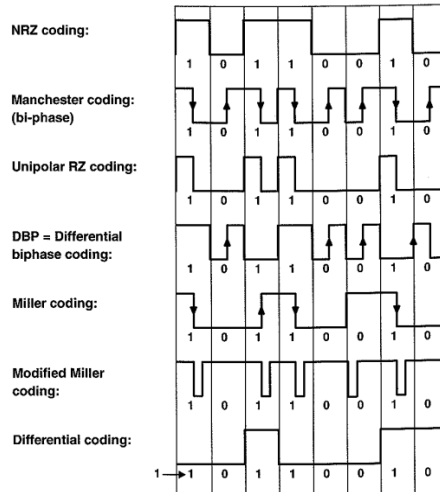 NRZ coding:
1 0 1 1 0 0 1 0
Manchester coding:
(bi-phase)
1 0 1 1 0 0 1 0
Unipolar RZ coding:
1 0 1 1 0 0 1 0
DBP = Differential
biphase coding:
1 0 1 1 0 0 1 0
Miller coding:
1 0 1 1 0 0 1 0
Modified Miller
coding:
1 0 1 1 0 0 1 0
Differential coding:
1 1 0 1 1 0 0 1 0